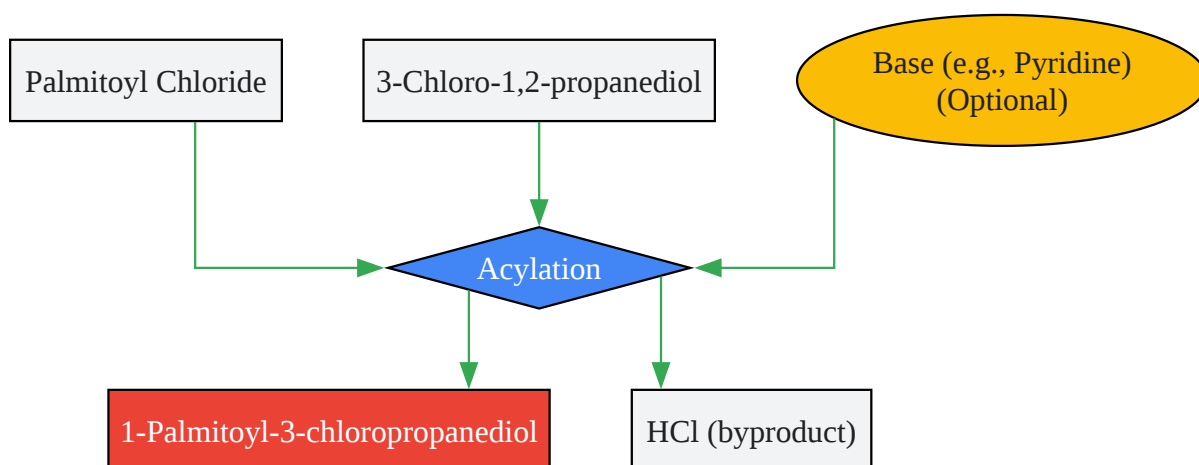 Palmitoyl Chloride
3-Chloro-1,2-propanediol
Base (e.g., Pyridine)
(Optional)
Acylation
1-Palmitoyl-3-chloropropanediol
HCl (byproduct)